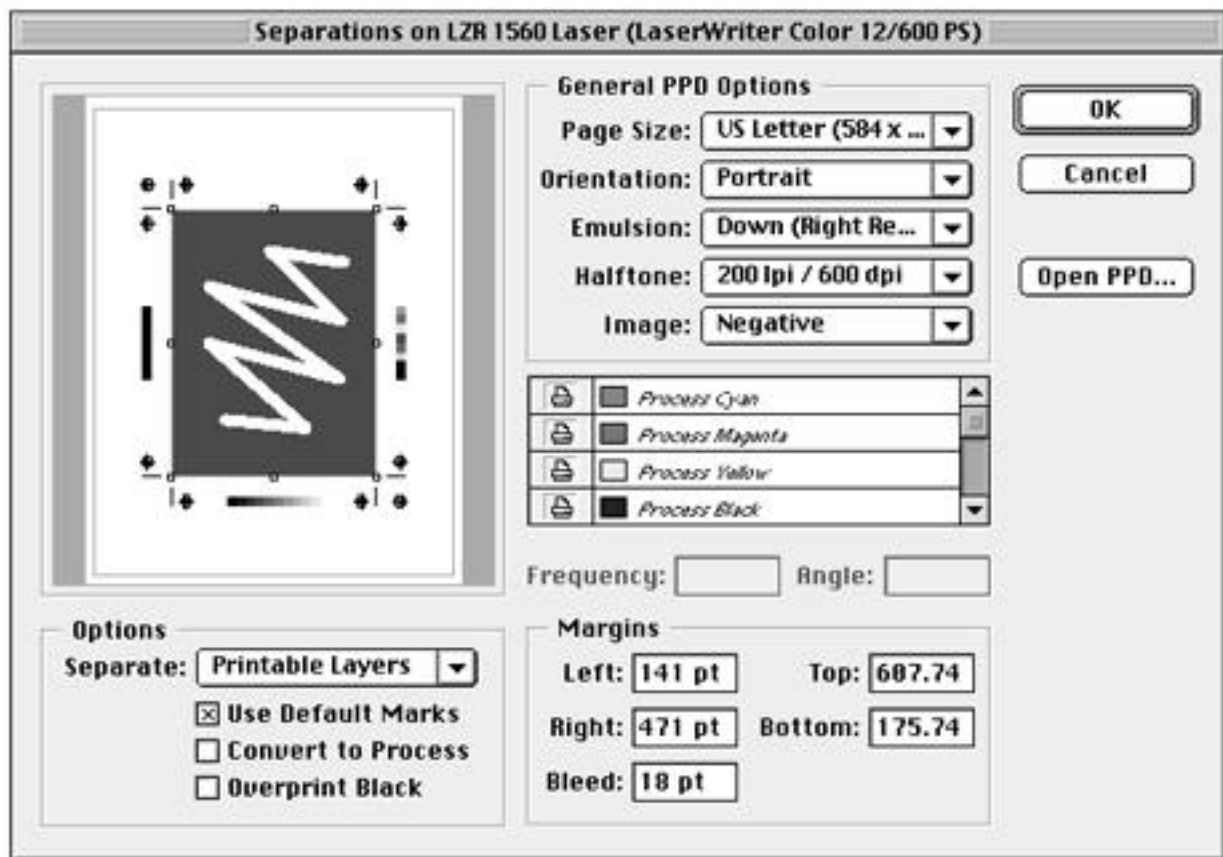 Separations on LZR 1560 Laser (LaserWriter Color 12/600 PS)
General PPD Options
Page Size: US Letter (584 x ...
Orientation: Portrait
Emulsion: Down (Right Re...
Halftone: 200 lpi / 600 dpi
Image: Negative
OK
Cancel
Open PPD...
Process Cyan
Process Magenta
Process Yellow
Process Black
Frequency: Angle:
Options
Separate: Printable Layers
Use Default Marks
Convert to Process
Overprint Black
Margins
Left: 141 pt Top: 607.74
Right: 471 pt Bottom: 175.74
Bleed: 18 pt